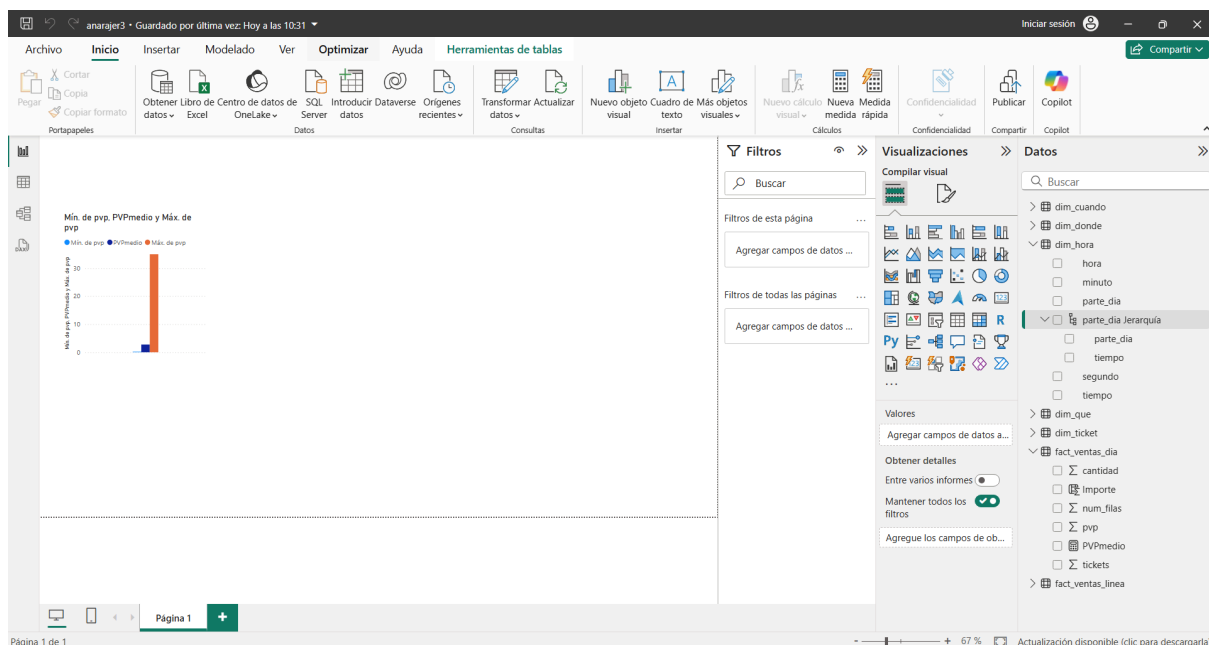 anarajer3 • Guardado por última vez: Hoy a las 10:31
Iniciar sesión
Archivo Inicio Insertar Modelado Ver Optimizar Ayuda Herramientas de tablas
Compartir
Pegar
Cortar
Copia
Copiar formato
Portapapeles
Obtener datos
Libro de Excel
Centro de datos de OneLake
SQL Server
Introducir datos
Dataverse
Orígenes recientes
Datos
Transformar datos
Actualizar
Consultas
Nuevo objeto visual
Cuadro de texto
Más objetos visuales
Insertar
Nuevo cálculo visual
Nueva medida
Medida rápida
Cálculos
Confidencialidad
Confidencialidad
Publicar
Compartir
Copilot
Copilot
Mín. de pvp, PVPmedio y Máx. de
pvp
Mín. de pvp PVPmedio Máx. de pvp
Mín. de pvp, PVPmedio y Máx. de pvp
30
20
10
0
Filtros
Buscar
Filtros de esta página ...
Agregar campos de datos ...
Filtros de todas las páginas ...
Agregar campos de datos ...
Visualizaciones
Compilar visual
123
R
Py
123
...
Valores
Agregar campos de datos a...
Obtener detalles
Entre varios informes
Mantener todos los
filtros
Agregue los campos de ob...
Datos
Buscar
dim_cuando
dim_donde
dim_hora
hora
minuto
parte_dia
parte_dia Jerarquía
parte_dia
tiempo
segundo
tiempo
dim_que
dim_ticket
fact_ventas_dia
cantidad
Importe
num_filas
pvp
PVPmedio
tickets
fact_ventas_linea
Página 1
Página 1 de 1
67 %
Actualización disponible (clic para descargarla)